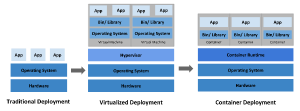 App App App
Operating System
Hardware
Traditional Deployment
App App App App
Bin/ Library Bin/ Library
Operating System Operating System
Virtual Machine Virtual Machine
Hypervisor
Operating System
Hardware
Virtualized Deployment
App App App
Bin/ Library Bin/ Library Bin/ Library
Container Container Container
Container Runtime
Operating System
Hardware
Container Deployment